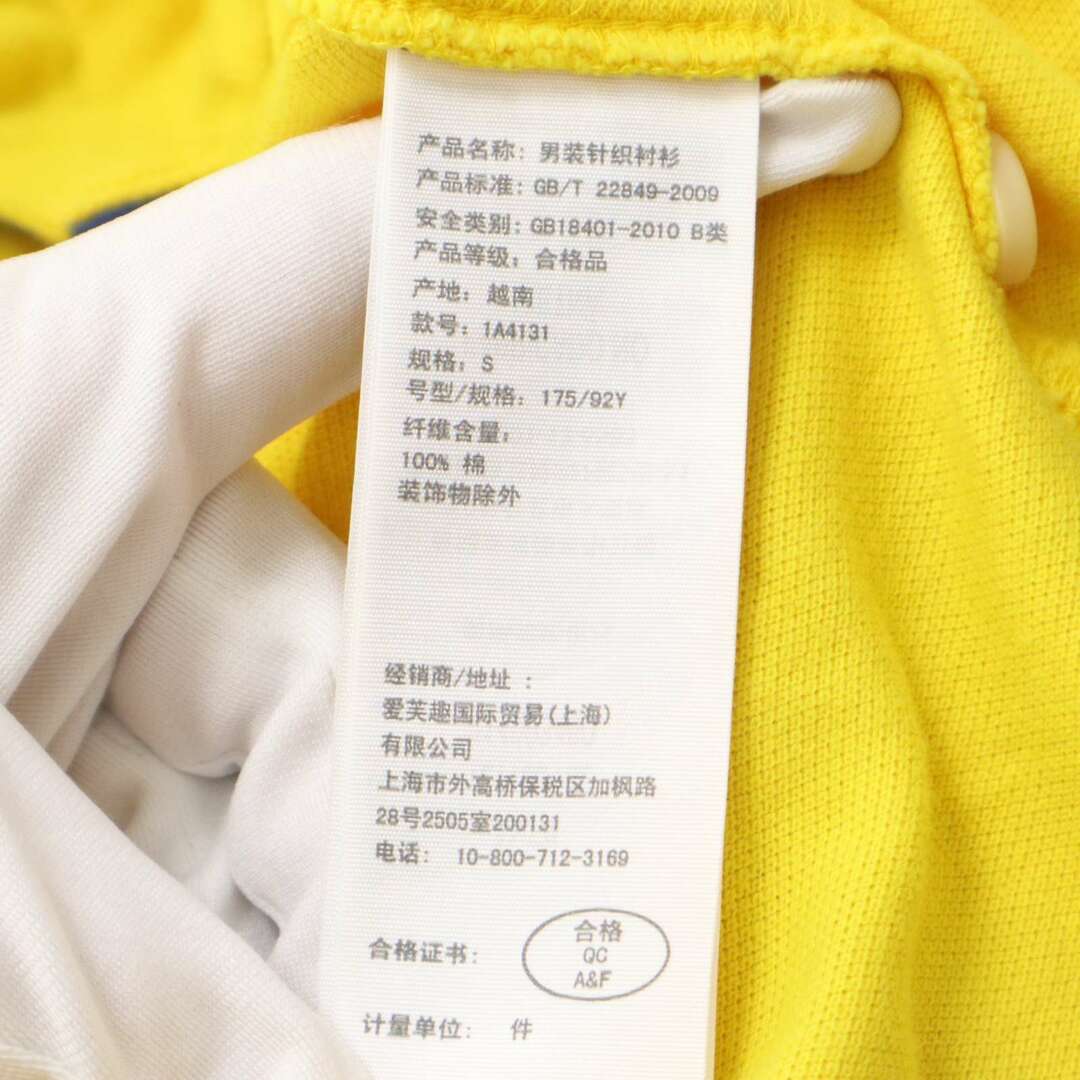 产品名称: 男装针织衬衫
产品标准: GB/T 22849-2009
安全类别: GB18401-2010 B类
产品等级: 合格品
产地: 越南
款号: 1A4131
规格: S
号型/规格: 175/92Y
纤维含量:
100% 棉
装饰物除外
经销商/地址 :
爱芙趣国际贸易(上海)
有限公司
上海市外高桥保税区加枫路
28号2505室200131
电话: 10-800-712-3169
合格证书:
合格
QC
A&F
计量单位: 件